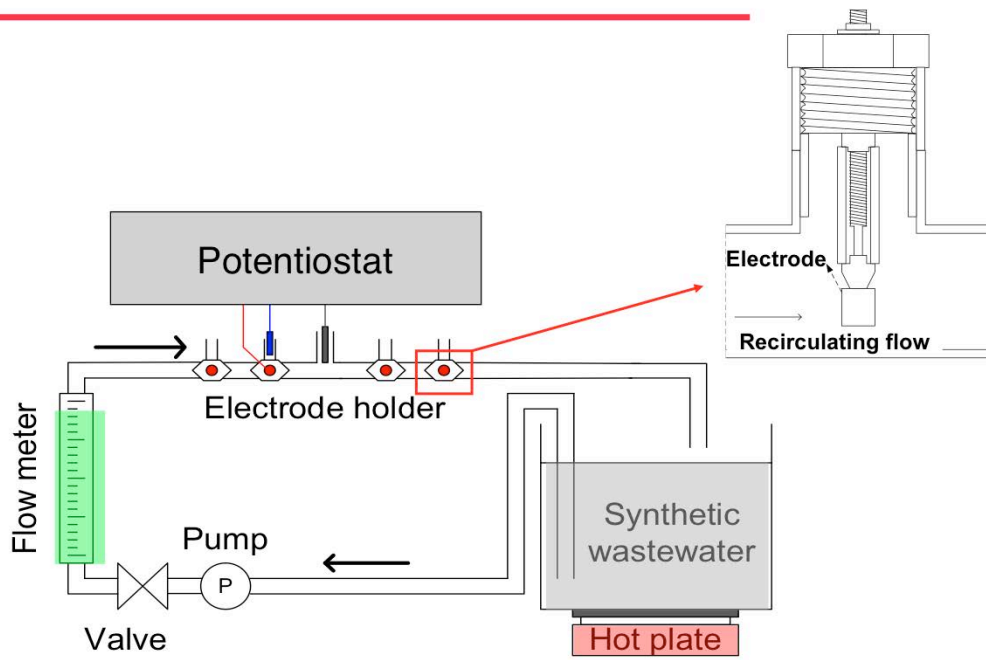 Potentiostat
Electrode
Recirculating flow
Electrode holder
Flow meter
Pump
P
Valve
Synthetic
wastewater
Hot plate